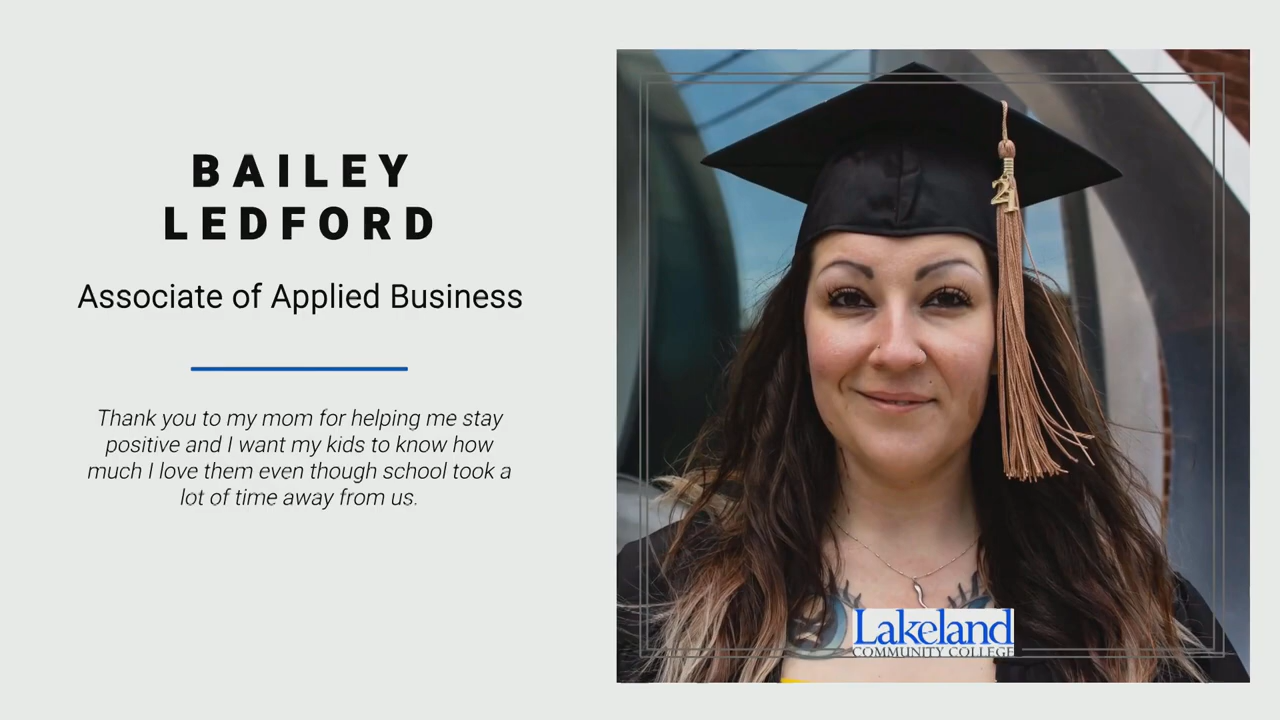 BAILEY
LEDFORD
Associate of Applied Business
Thank you to my mom for helping me stay
positive and I want my kids to know how
much I love them even though school took a
lot of time away from us.
21
Lakeland
COMMUNITY COLLEGE